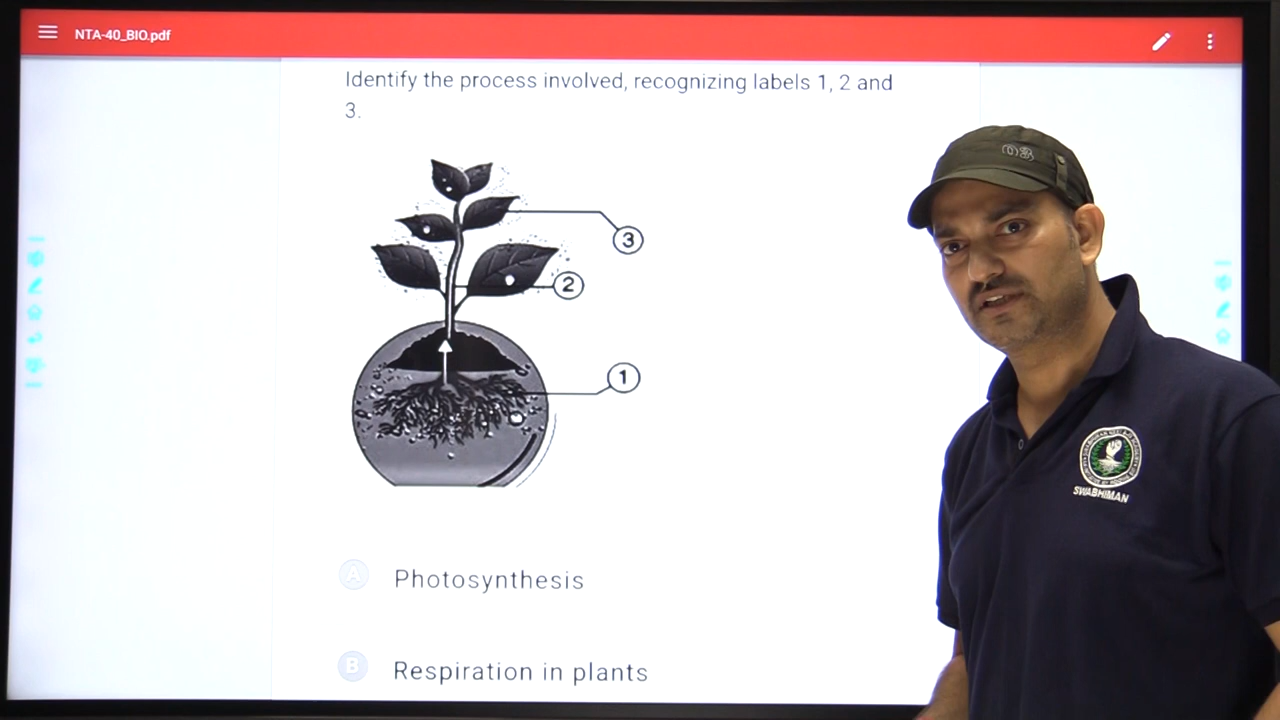 NTA-40_BIO.pdf
Identify the process involved, recognizing labels 1, 2 and
3.
3
2
1
A
Photosynthesis
B
Respiration in plants
SWABHIMAN